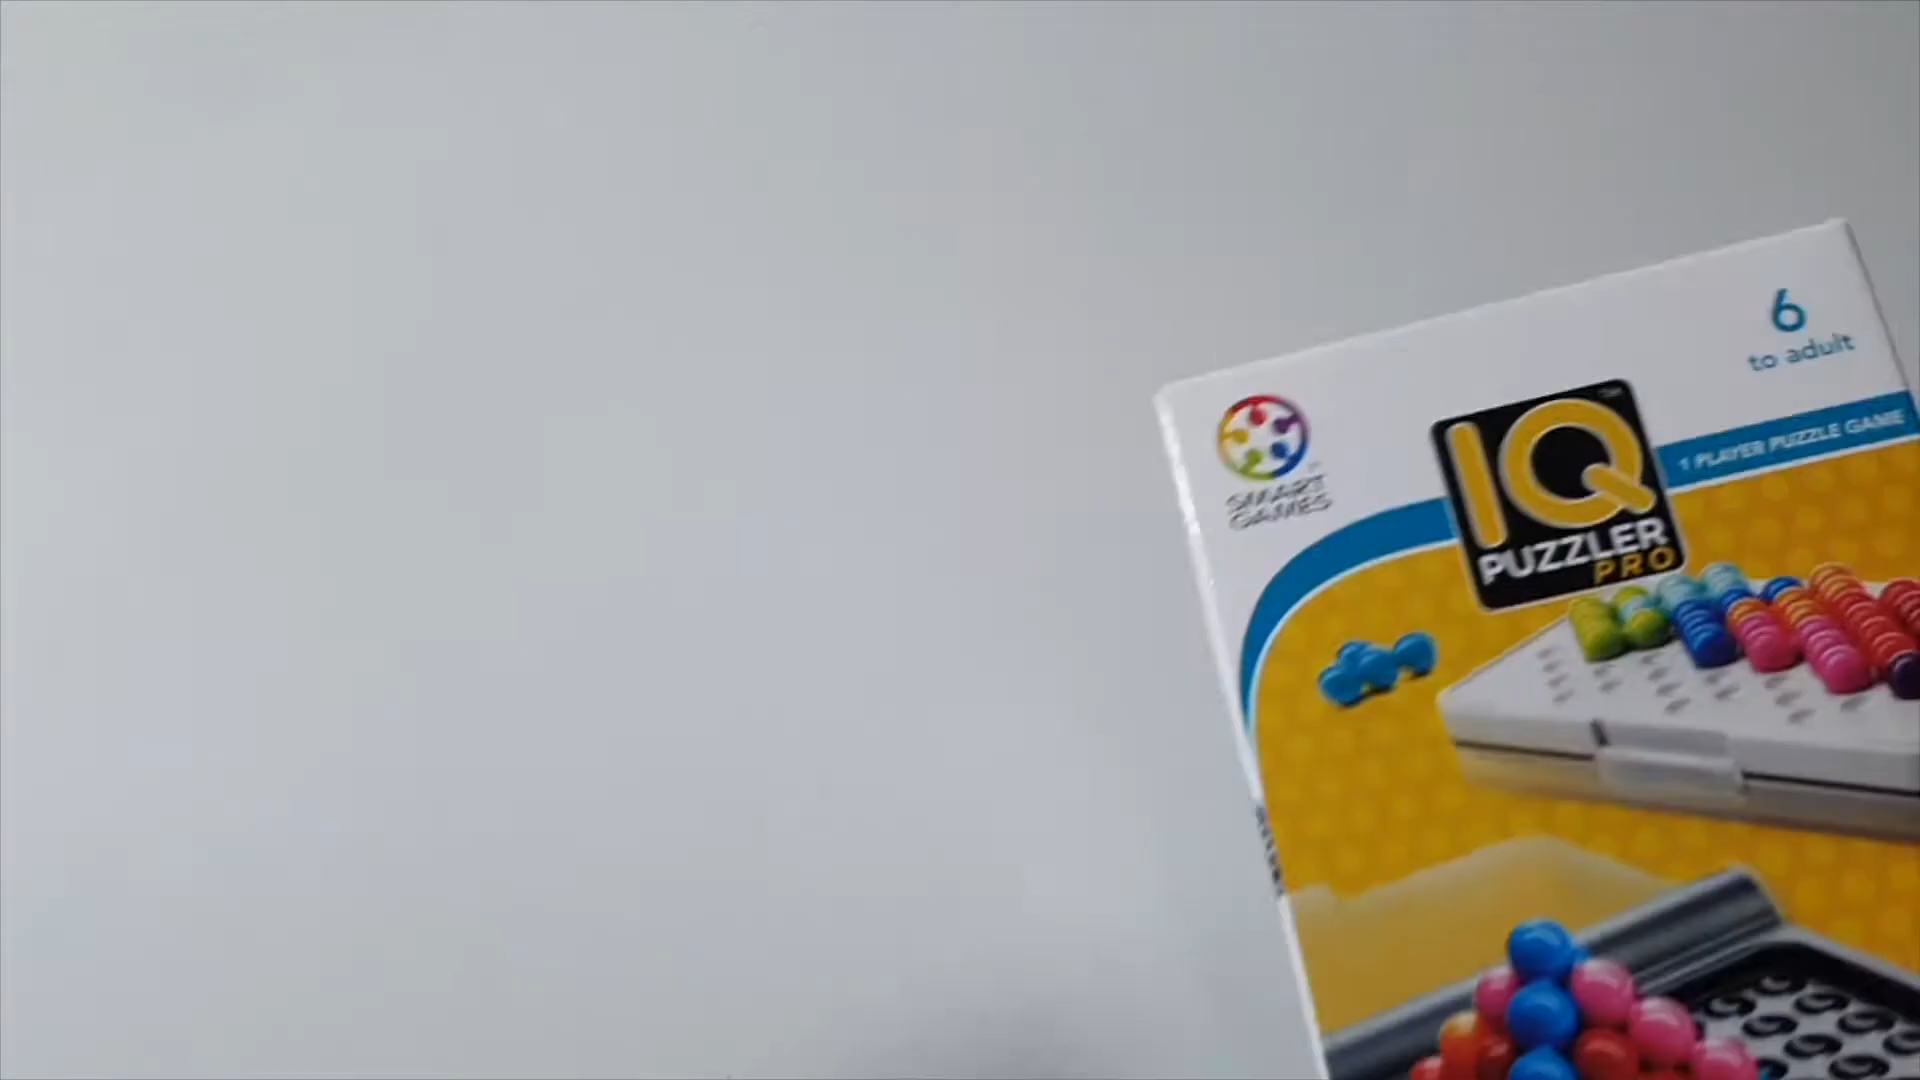 6
to adult
SMART
GAMES
IQ
PUZZLER
PRO
1 PLAYER PUZZLE GAME